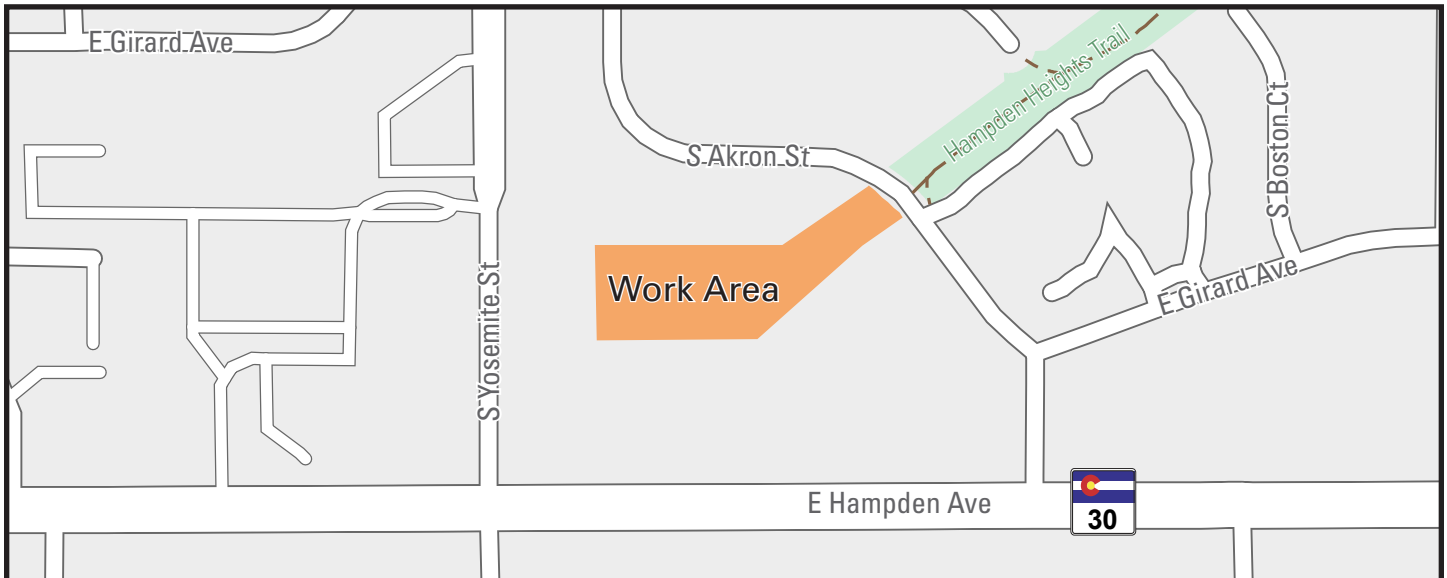 E Girard Ave
Hampden Heights Trail
S Boston Ct
S Akron St
Work Area
E Girard Ave
S Yosemite St
E Hampden Ave
30